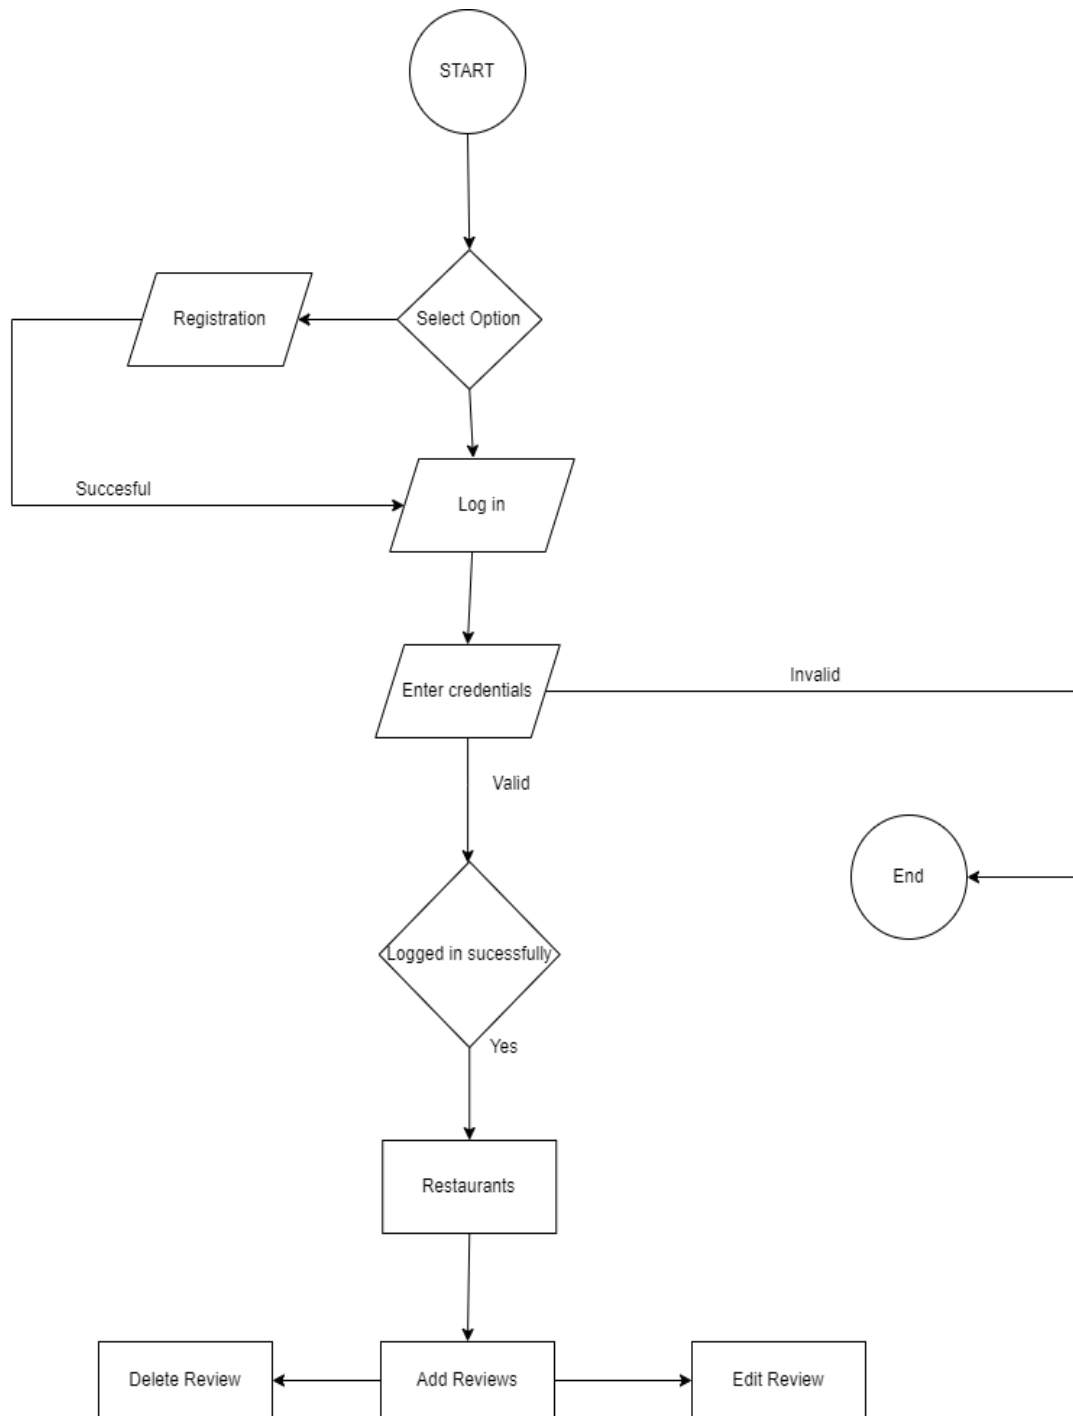 START
Select Option
Registration
Succesful
Log in
Enter credentials
Invalid
Valid
End
Logged in sucessfully
Yes
Restaurants
Delete Review
Add Reviews
Edit Review